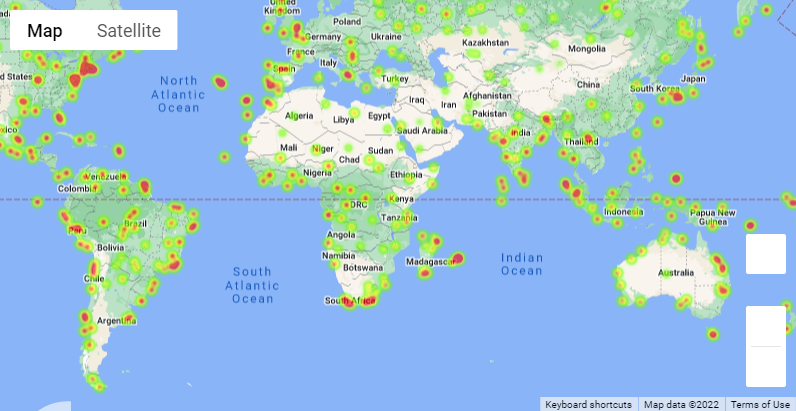 United
Kingdom
Map Satellite
Poland
Germany
Ukraine
Kazakhstan
Mongolia
France
Italy
Spain
Turkey
Japan
South Korea
China
d States
North
Atlantic
Ocean
Iraq
Iran
Afghanistan
Pakistan
Algeria
Libya
Egypt
Saudi Arabia
India
Thailand
xico
Mali
Niger
Chad
Sudan
Nigeria
Ethiopia
Venezuela
Colombia
Kenya
DRC
Tanzania
Indonesia
Papua New
Guinea
Peru
Brazil
Bolivia
Angola
Namibia
Botswana
Madagascar
Indian
Ocean
Chile
South
Atlantic
Ocean
Australia
South Africa
Argentina
Keyboard shortcuts Map data ©2022 Terms of Use